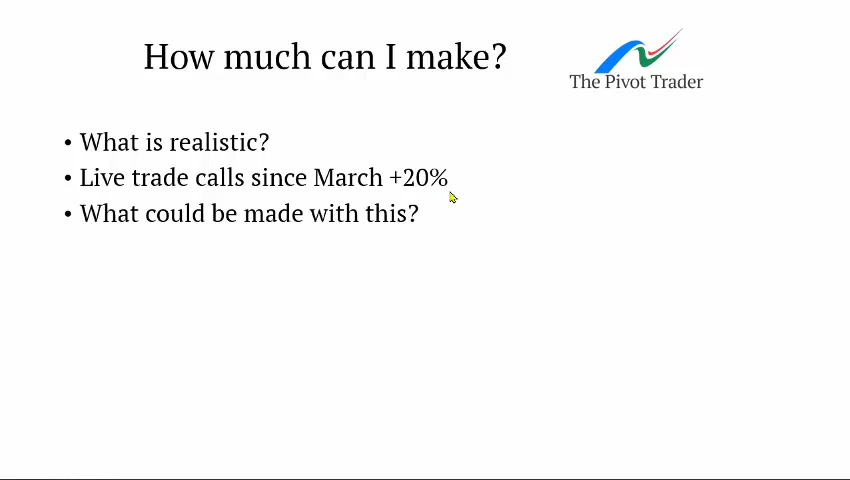 How much can I make?
The Pivot Trader
• What is realistic?
• Live trade calls since March +20%
• What could be made with this?